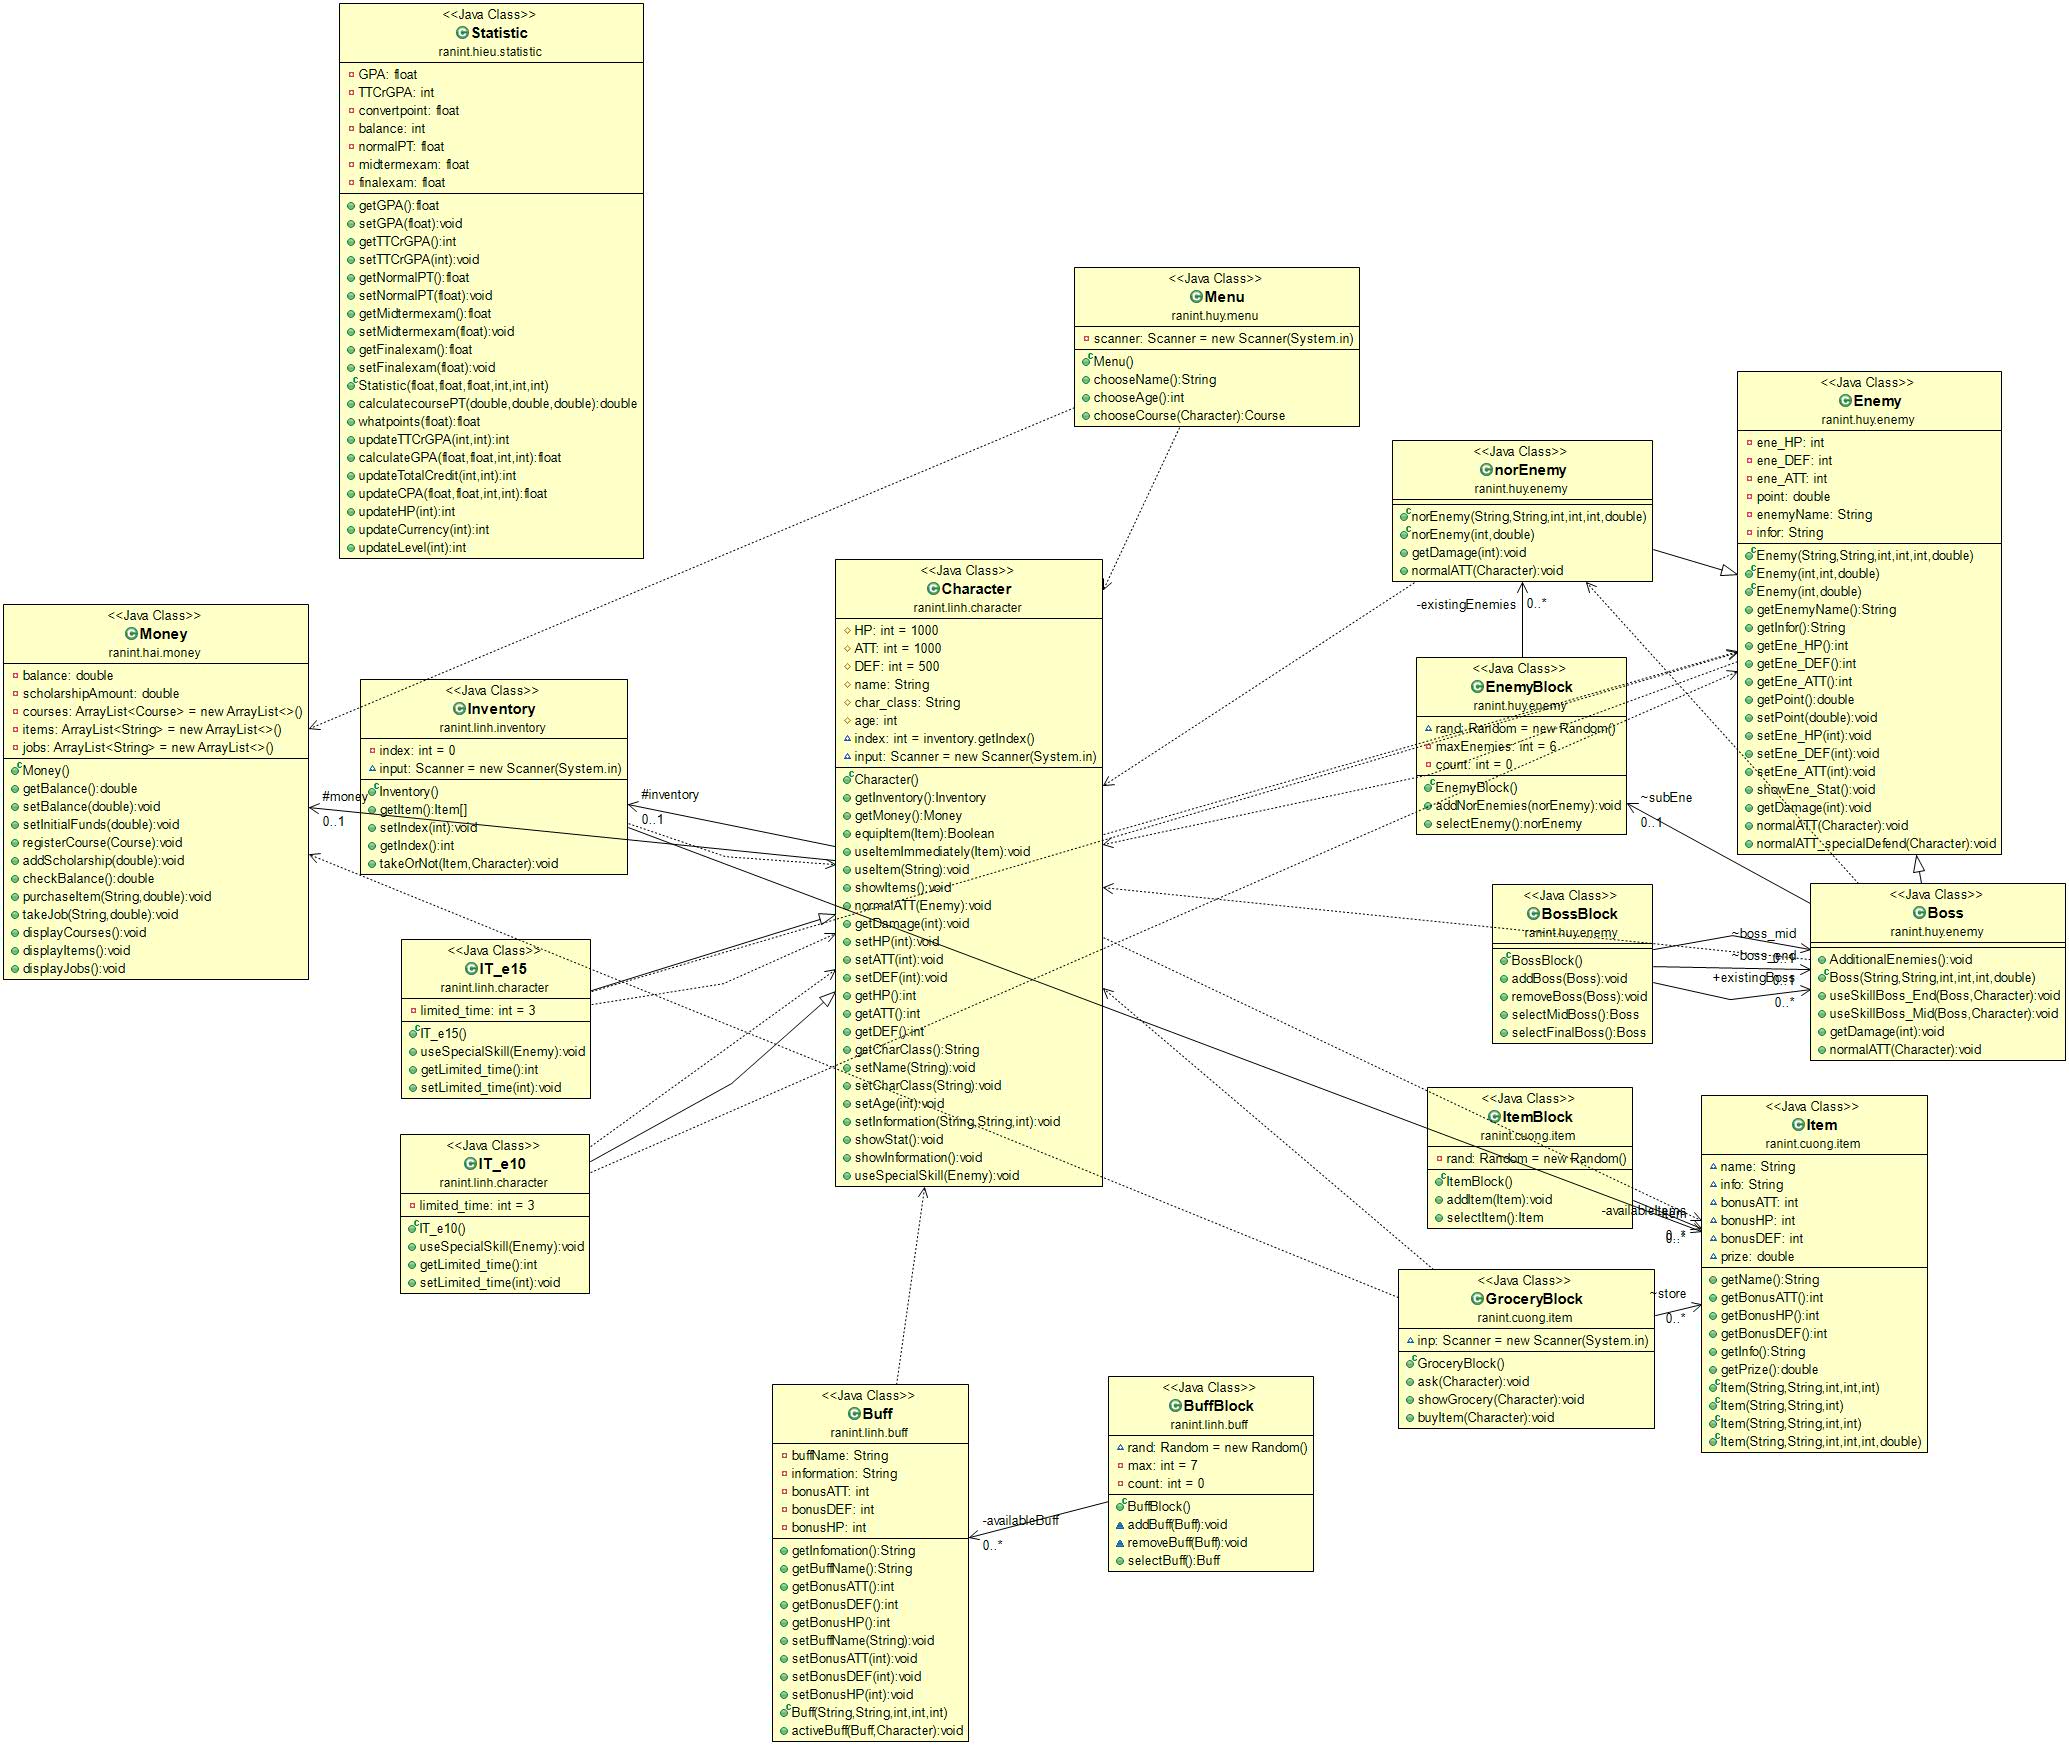 <<Java Class>>
Statistic
ranint.hieu.statistic
GPA: float
TTCrGPA: int
convertpoint: float
balance: int
normalPT: float
midtermexam: float
finalexam: float
getGPA():float
setGPA(float):void
getTTCrGPA():int
setTTCrGPA(int):void
getNormalPT():float
setNormalPT(float):void
getMidtermexam():float
setMidtermexam(float):void
getFinalexam():float
setFinalexam(float):void
Statistic(float,float,float,int,int,int)
calculatecoursePT(double,double,double):double
whatpoints(float):float
updateTTCrGPA(int,int):int
calculateGPA(float,float,int,int):float
updateTotalCredit(int,int):int
updateCPA(float,float,int,int):float
updateHP(int):int
updateCurrency(int):int
updateLevel(int):int
<<Java Class>>
Menu
ranint.huy.menu
scanner: Scanner = new Scanner(System.in)
Menu()
chooseName():String
chooseAge():int
chooseCourse(Character):Course
<<Java Class>>
Enemy
ranint.huy.enemy
ene_HP: int
ene_DEF: int
ene_ATT: int
point: double
enemyName: String
infor: String
Enemy(String,String,int,int,int,double)
Enemy(int,int,double)
Enemy(int,double)
getEnemyName():String
getInfor():String
getEne_HP():int
getEne_DEF():int
getEne_ATT():int
getPoint():double
setPoint(double):void
setEne_HP(int):void
setEne_DEF(int):void
setEne_ATT(int):void
showEne_Stat():void
getDamage(int):void
normalATT(Character):void
normalATT_specialDefend(Character):void
<<Java Class>>
norEnemy
ranint.huy.enemy
norEnemy(String,String,int,int,int,double)
norEnemy(int,double)
getDamage(int):void
normalATT(Character):void
-existingEnemies
0..*
<<Java Class>>
EnemyBlock
ranint.huy.enemy
rand: Random = new Random()
maxEnemies: int = 6
count: int = 0
EnemyBlock()
addNorEnemies(norEnemy):void
selectEnemy():norEnemy
~subEne
0..1
<<Java Class>>
Character
ranint.linh.character
HP: int = 1000
ATT: int = 1000
DEF: int = 500
name: String
char_class: String
age: int
index: int = inventory.getIndex()
input: Scanner = new Scanner(System.in)
Character()
getInventory():Inventory
getMoney():Money
equipItem(Item):Boolean
useItemImmediately(Item):void
useItem(String):void
showItems():void
normalATT(Enemy):void
getDamage(int):void
setHP(int):void
setATT(int):void
setDEF(int):void
getHP():int
getATT():int
getDEF():int
getCharClass():String
setName(String):void
setCharClass(String):void
setAge(int):void
setInformation(String,String,int):void
showStat():void
showInformation():void
useSpecialSkill(Enemy):void
<<Java Class>>
Money
ranint.hai.money
balance: double
scholarshipAmount: double
courses: ArrayList<Course> = new ArrayList<>()
items: ArrayList<String> = new ArrayList<>()
jobs: ArrayList<String> = new ArrayList<>()
Money()
getBalance():double
setBalance(double):void
setInitialFunds(double):void
registerCourse(Course):void
addScholarship(double):void
checkBalance():double
purchaseItem(String,double):void
takeJob(String,double):void
displayCourses():void
displayItems():void
displayJobs():void
#money
0..1
<<Java Class>>
Inventory
ranint.linh.inventory
index: int = 0
input: Scanner = new Scanner(System.in)
Inventory()
getItem():Item[]
setIndex(int):void
getIndex():int
takeOrNot(Item,Character):void
#inventory
0..1
<<Java Class>>
IT_e15
ranint.linh.character
limited_time: int = 3
IT_e15()
useSpecialSkill(Enemy):void
getLimited_time():int
setLimited_time(int):void
<<Java Class>>
IT_e10
ranint.linh.character
limited_time: int = 3
IT_e10()
useSpecialSkill(Enemy):void
getLimited_time():int
setLimited_time(int):void
<<Java Class>>
BossBlock
ranint.huy.enemy
BossBlock()
addBoss(Boss):void
removeBoss(Boss):void
selectMidBoss():Boss
selectFinalBoss():Boss
~boss_mid
~boss_end
+existingBoss
0..*
<<Java Class>>
Boss
ranint.huy.enemy
AdditionalEnemies():void
Boss(String,String,int,int,int,double)
useSkillBoss_End(Boss,Character):void
useSkillBoss_Mid(Boss,Character):void
getDamage(int):void
normalATT(Character):void
<<Java Class>>
ItemBlock
ranint.cuong.item
rand: Random = new Random()
ItemBlock()
addItem(Item):void
selectItem():Item
-availableItems
0..*
<<Java Class>>
Item
ranint.cuong.item
name: String
info: String
bonusATT: int
bonusHP: int
bonusDEF: int
prize: double
getName():String
getBonusATT():int
getBonusHP():int
getBonusDEF():int
getInfo():String
getPrize():double
Item(String,String,int,int,int)
Item(String,String,int)
Item(String,String,int,int)
Item(String,String,int,int,int,double)
<<Java Class>>
GroceryBlock
ranint.cuong.item
inp: Scanner = new Scanner(System.in)
GroceryBlock()
ask(Character):void
showGrocery(Character):void
buyItem(Character):void
~store
0..*
<<Java Class>>
Buff
ranint.linh.buff
buffName: String
information: String
bonusATT: int
bonusDEF: int
bonusHP: int
getInfomation():String
getBuffName():String
getBonusATT():int
getBonusDEF():int
getBonusHP():int
setBuffName(String):void
setBonusATT(int):void
setBonusDEF(int):void
setBonusHP(int):void
Buff(String,String,int,int,int)
activeBuff(Buff,Character):void
-availableBuff
0..*
<<Java Class>>
BuffBlock
ranint.linh.buff
rand: Random = new Random()
max: int = 7
count: int = 0
BuffBlock()
addBuff(Buff):void
removeBuff(Buff):void
selectBuff():Buff